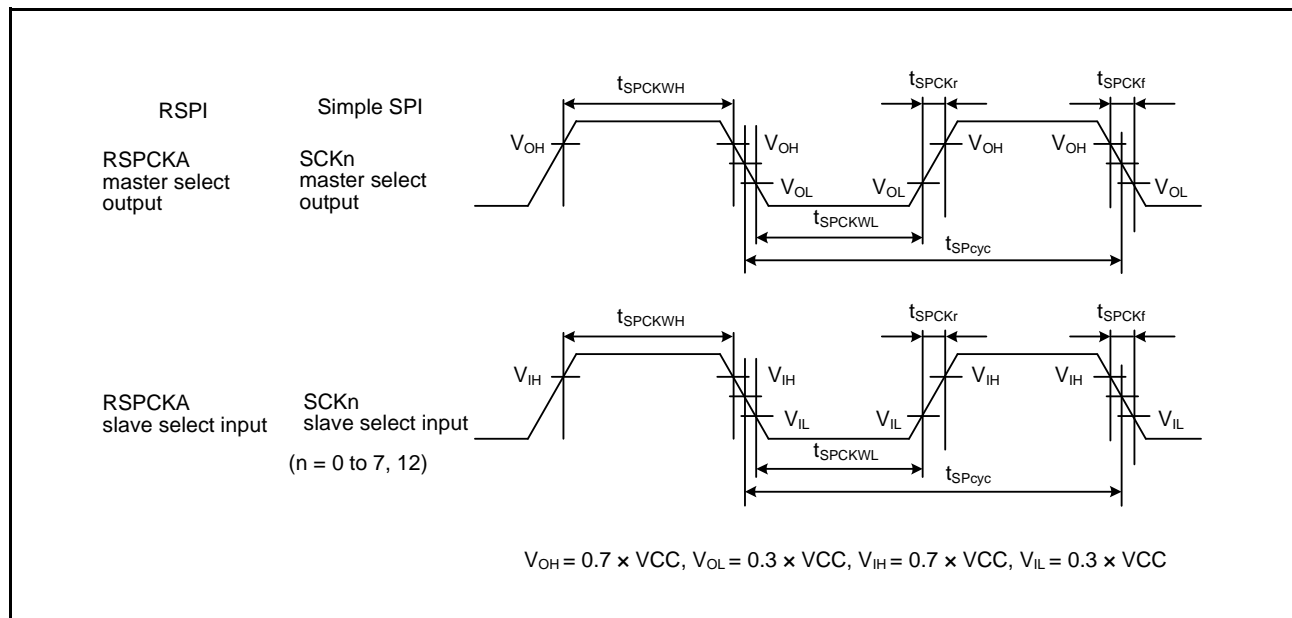 RSPI Simple SPI
RSPCKA
master select
output
SCKn
master select
output
tSPCKWH
tSPCKr
tSPCKf
VOH
VOH
VOL
VOL
VOH
VOH
VOL
tSPCKWL
tSPcyc
RSPCKA
slave select input
SCKn
slave select input
(n = 0 to 7, 12)
tSPCKWH
tSPCKr
tSPCKf
VIH
VIH
VIL
VIL
VIH
VIH
VIL
tSPCKWL
tSPcyc
VOH = 0.7 × VCC, VOL = 0.3 × VCC, VIH = 0.7 × VCC, VIL = 0.3 × VCC